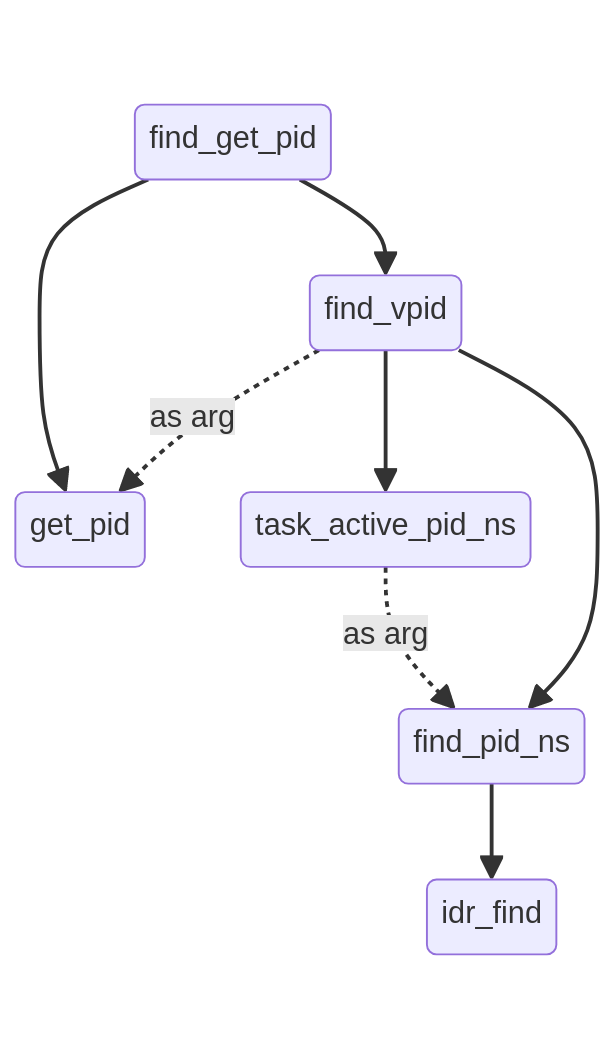 find_get_pid
find_vpid
as arg
get_pid
task_active_pid_ns
as arg
find_pid_ns
idr_find